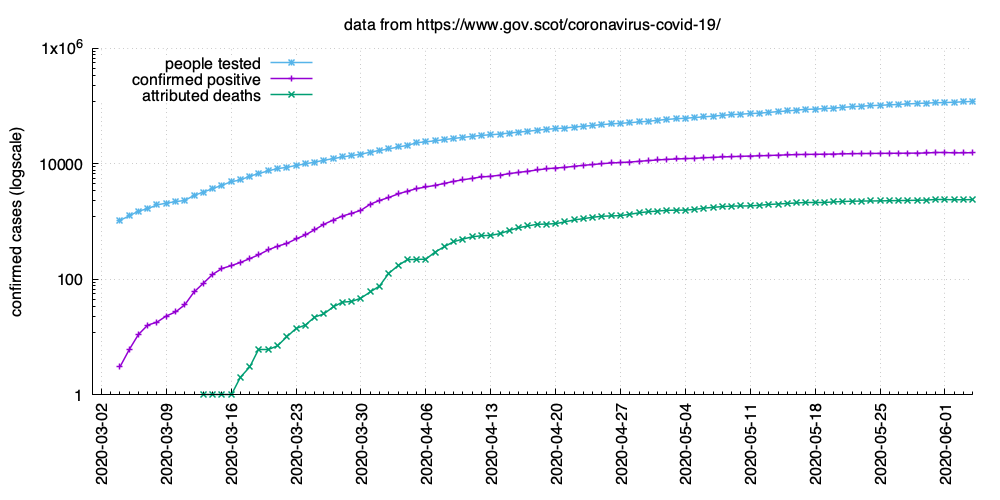 data from https://www.gov.scot/coronavirus-covid-19/
1x10⁶
10000
100
1
confirmed cases (logscale)
people tested
confirmed positive
attributed deaths
2020-03-02
2020-03-09
2020-03-16
2020-03-23
2020-03-30
2020-04-06
2020-04-13
2020-04-20
2020-04-27
2020-05-04
2020-05-11
2020-05-18
2020-05-25
2020-06-01